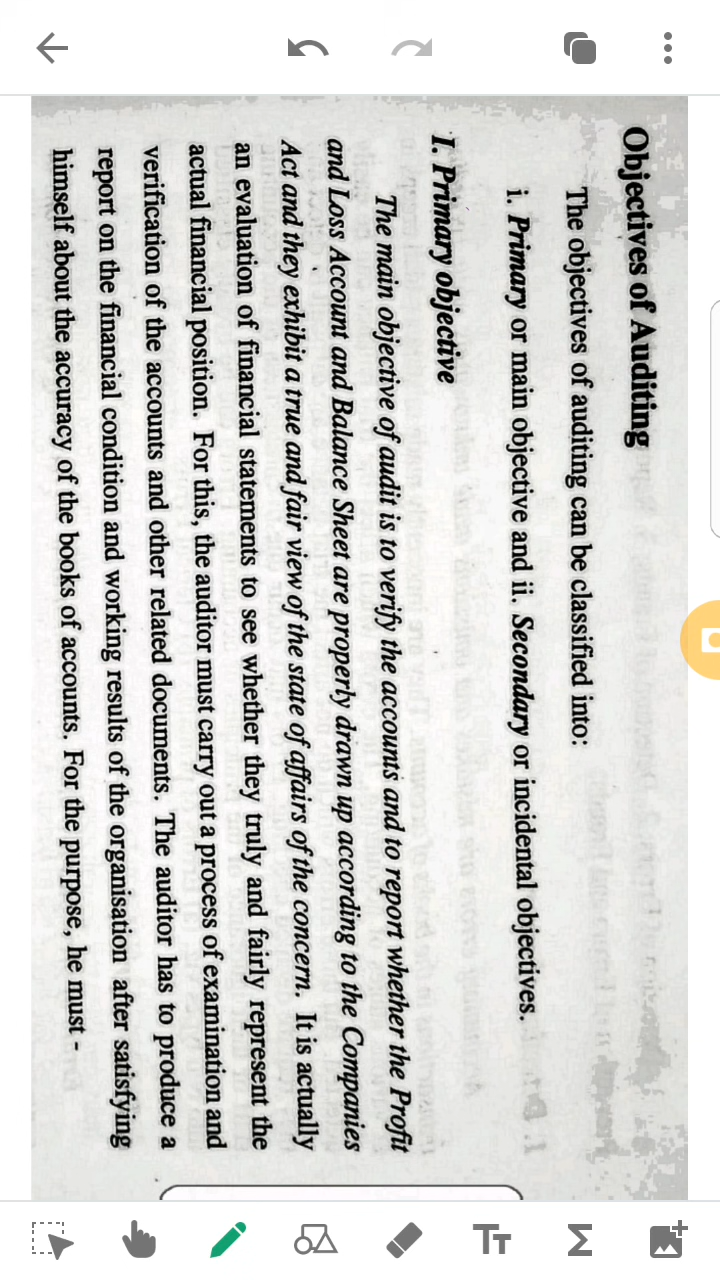 Objectives of Auditing
The objectives of auditing can be classified into:
i. Primary or main objective and ii. Secondary or incidental objectives.
I. Primary objective
The main objective of audit is to verify the accounts and to report whether the Profit
and Loss Account and Balance Sheet are properly drawn up according to the Companies
Act and they exhibit a true and fair view of the state of affairs of the concern. It is actually
an evaluation of financial statements to see whether they truly and fairly represent the
actual financial position. For this, the auditor must carry out a process of examination and
verification of the accounts and other related documents. The auditor has to produce a
report on the financial condition and working results of the organisation after satisfying
himself about the accuracy of the books of accounts. For the purpose, he must -